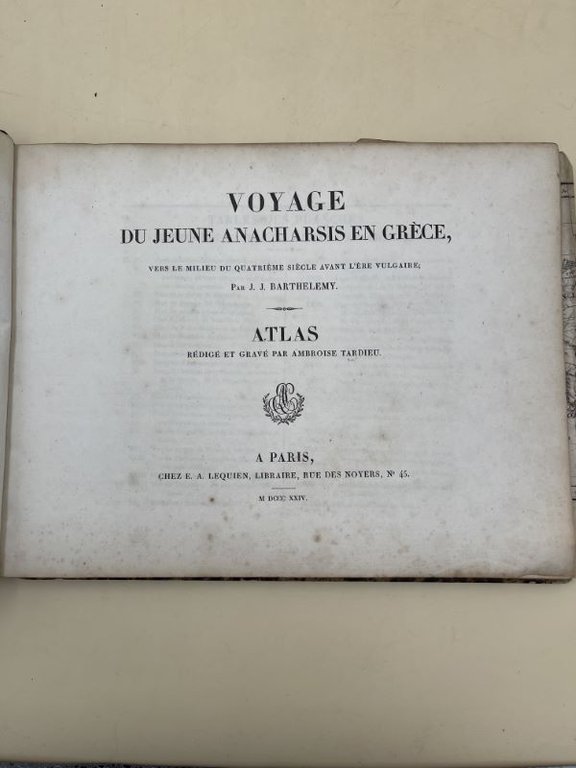 VOYAGE
DU JEUNE ANACHARSIS EN GRÈCE,
VERS LE MILIEU DU QUATRIÈME SIÈCLE AVANT L'ÈRE VULGAIRE;
PAR J. J. BARTHELEMY.
ATLAS
RÉDIGÉ ET GRAVÉ PAR AMBROISE TARDIEU.
A PARIS,
CHEZ E. A. LEQUIEN, LIBRAIRE, RUE DES NOYERS, Nº 45.
M DCCC XXIV.